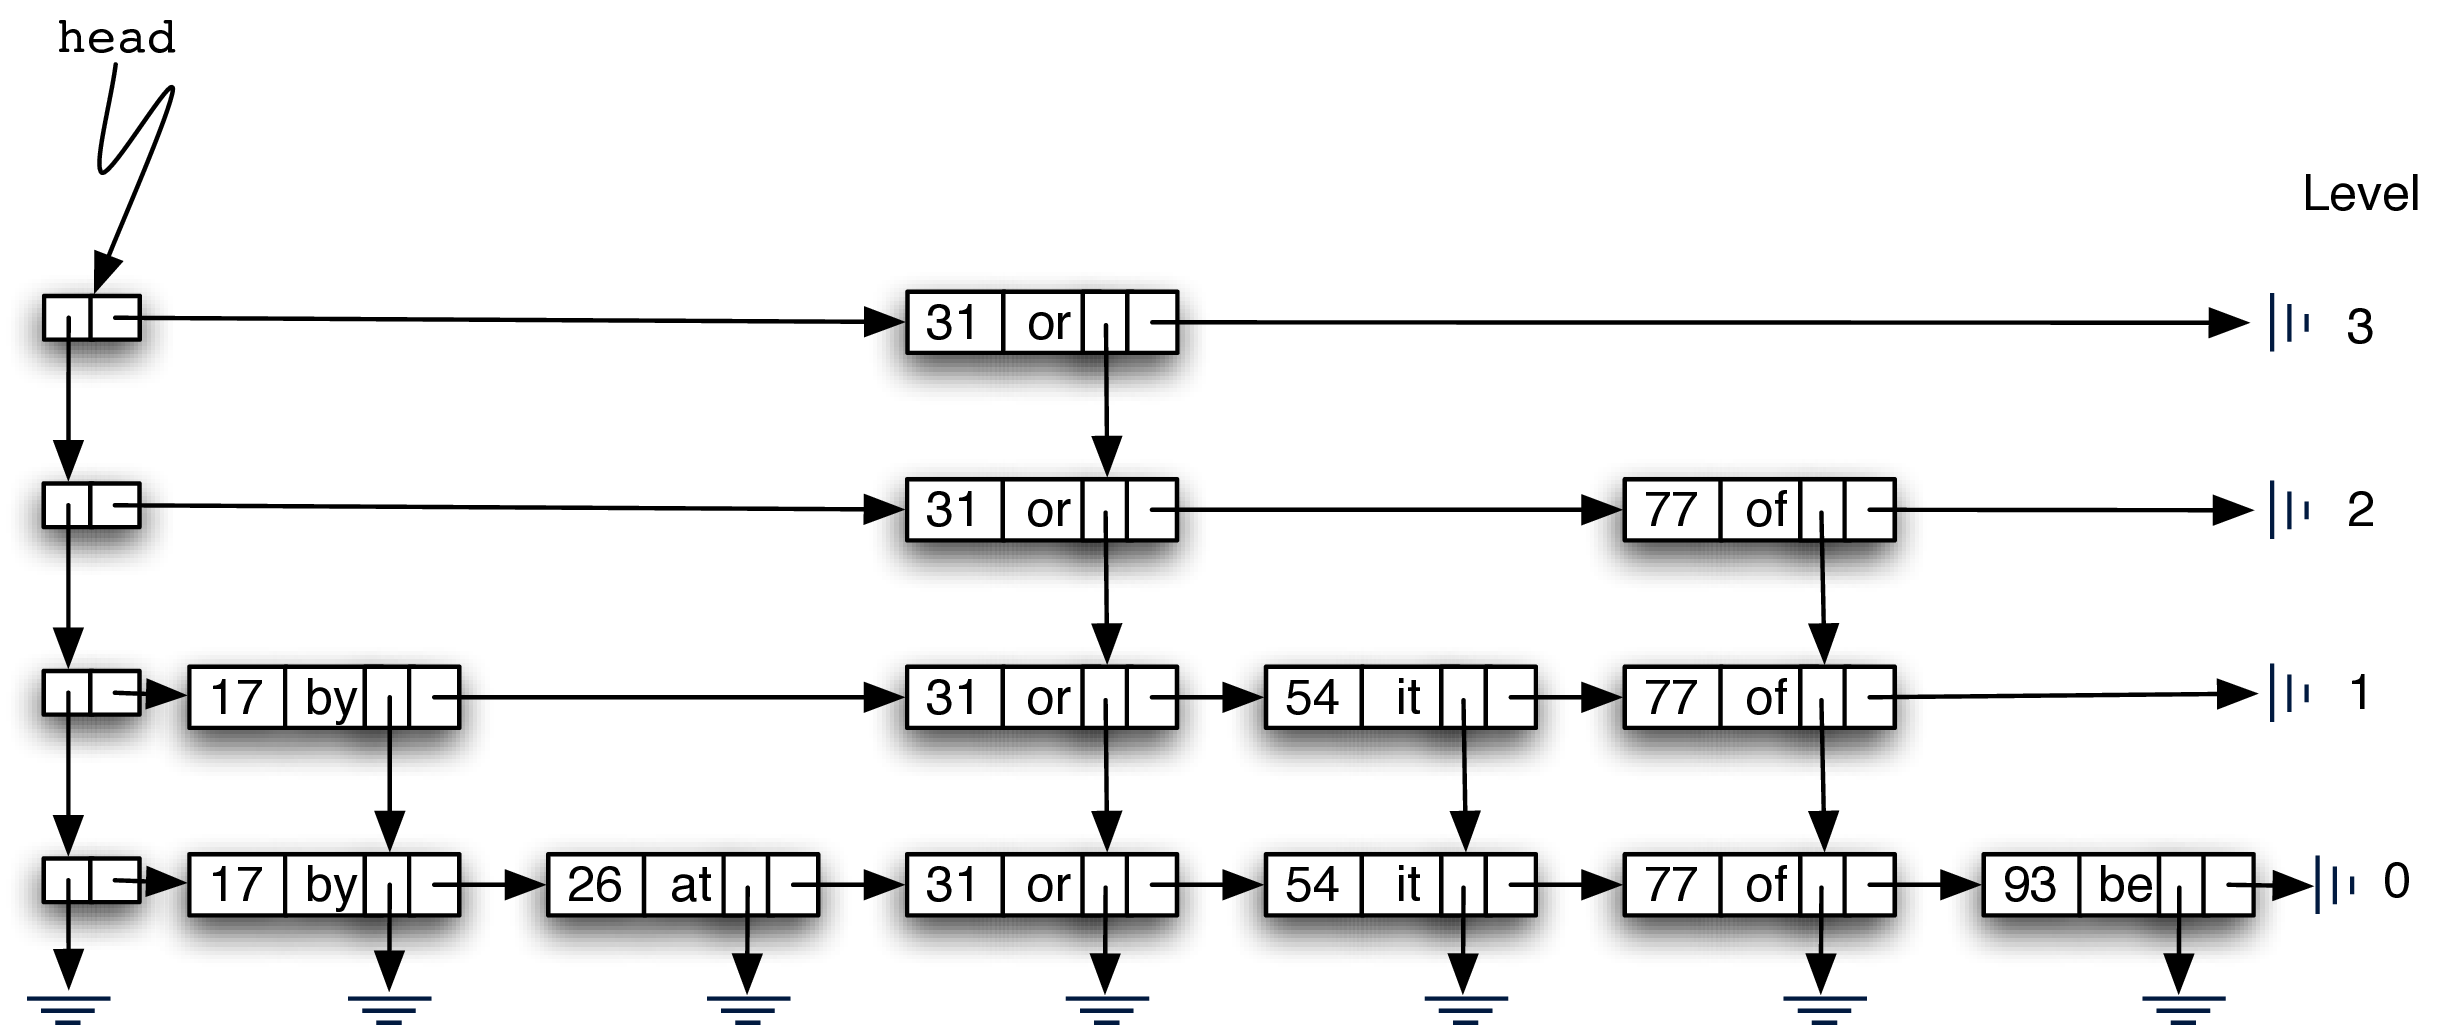 head
Level
31 or 3
31 or 77 of 2
17 by 31 or 54 it 77 of 1
17 by 26 at 31 or 54 it 77 of 93 be 0